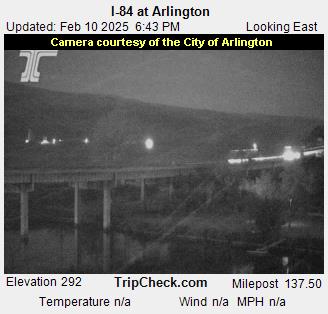 I-84 at Arlington
Updated: Feb 10 2025 6:43 PM Looking East
Camera courtesy of the City of Arlington
Elevation 292 TripCheck.com Milepost 137.50
Temperature n/a Wind n/a MPH n/a